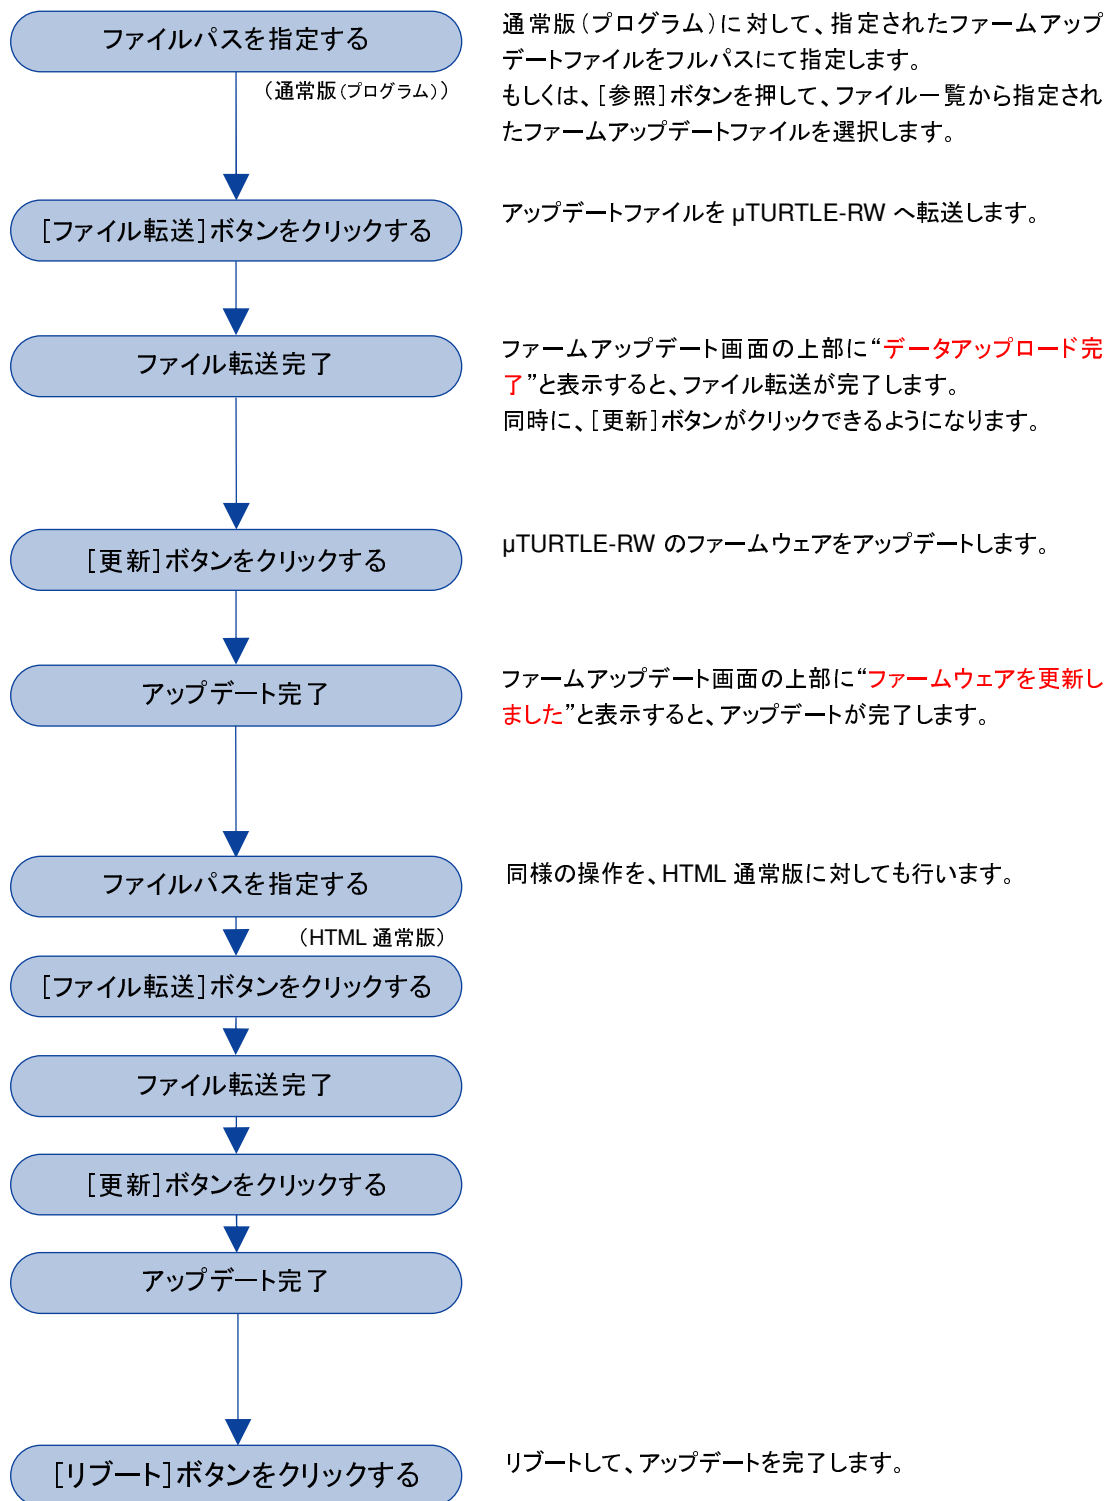 ファイルパスを指定する
（通常版（プログラム））
通常版（プログラム）に対して、指定されたファームアップ
デートファイルをフルパスにて指定します。
もしくは、［参照］ボタンを押して、ファイル一覧から指定され
たファームアップデートファイルを選択します。
［ファイル転送］ボタンをクリックする
アップデートファイルを μTURTLE-RW へ転送します。
ファイル転送完了
ファームアップデート画面の上部に“データアップロード完
了”と表示すると、ファイル転送が完了します。
同時に、［更新］ボタンがクリックできるようになります。
［更新］ボタンをクリックする
μTURTLE-RW のファームウェアをアップデートします。
アップデート完了
ファームアップデート画面の上部に“ファームウェアを更新し
ました”と表示すると、アップデートが完了します。
ファイルパスを指定する
（HTML 通常版）
同様の操作を、HTML 通常版に対しても行います。
［ファイル転送］ボタンをクリックする
ファイル転送完了
［更新］ボタンをクリックする
アップデート完了
［リブート］ボタンをクリックする
リブートして、アップデートを完了します。